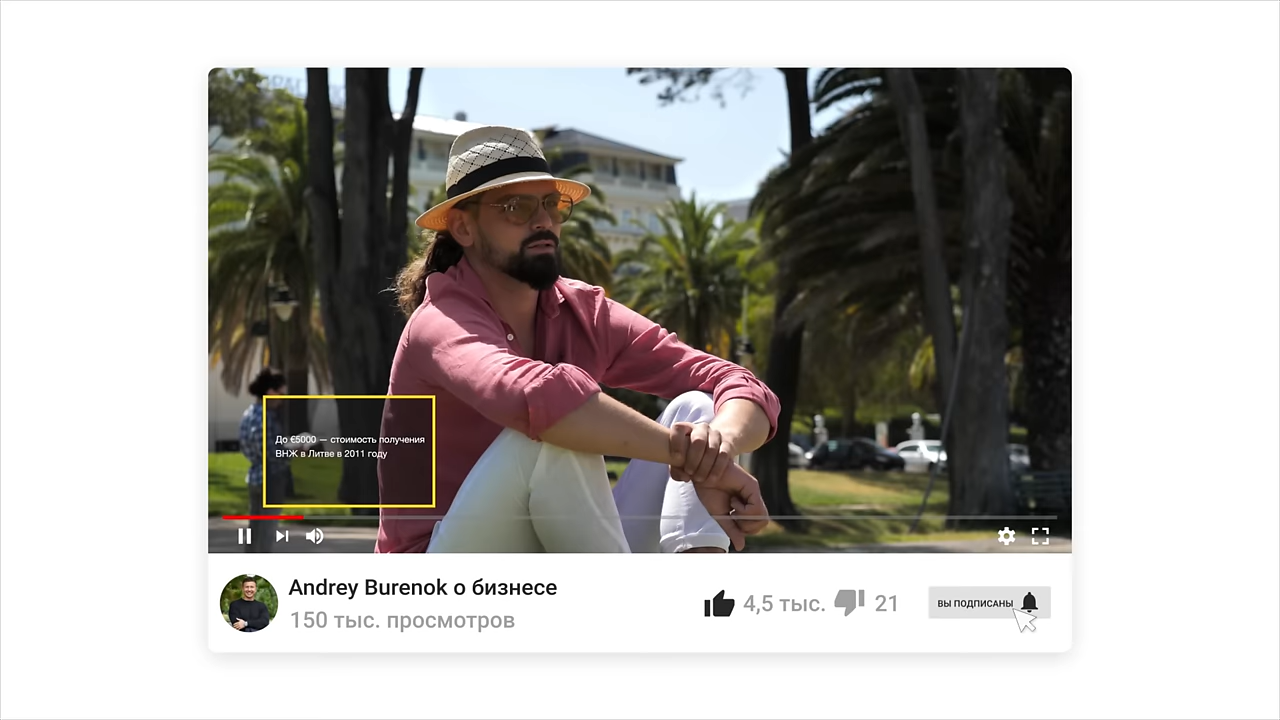 До €5000 — стоимость получения
ВНЖ в Литве в 2011 году
Andrey Burenok о бизнесе
150 тыс. просмотров
4,5 тыс.
21
ВЫ ПОДПИСАНЫ